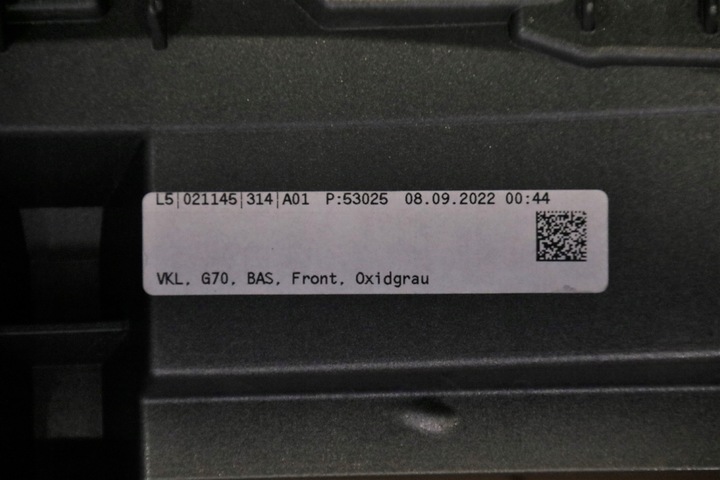 L5|021145|314|A01 P:53025 08.09.2022 00:44
VKL, G70, BAS, Front, Oxidgrau